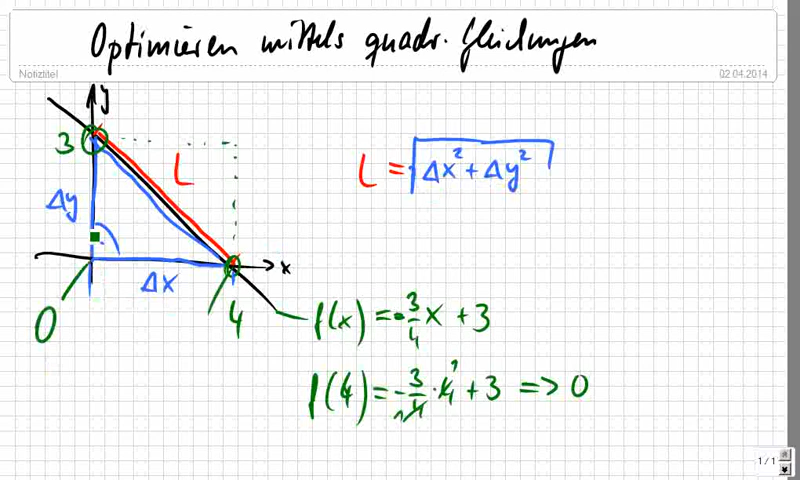 Optimieren mittels quadr. Gleichungen
Notiztitel
02.04.2014
y
3
L
L = √Δx² + Δy²
Δy
x
Δx
0
4
f(x) = -3/4 x + 3
f(4) = -3/4 · 4 + 3 => 0
1 / 1